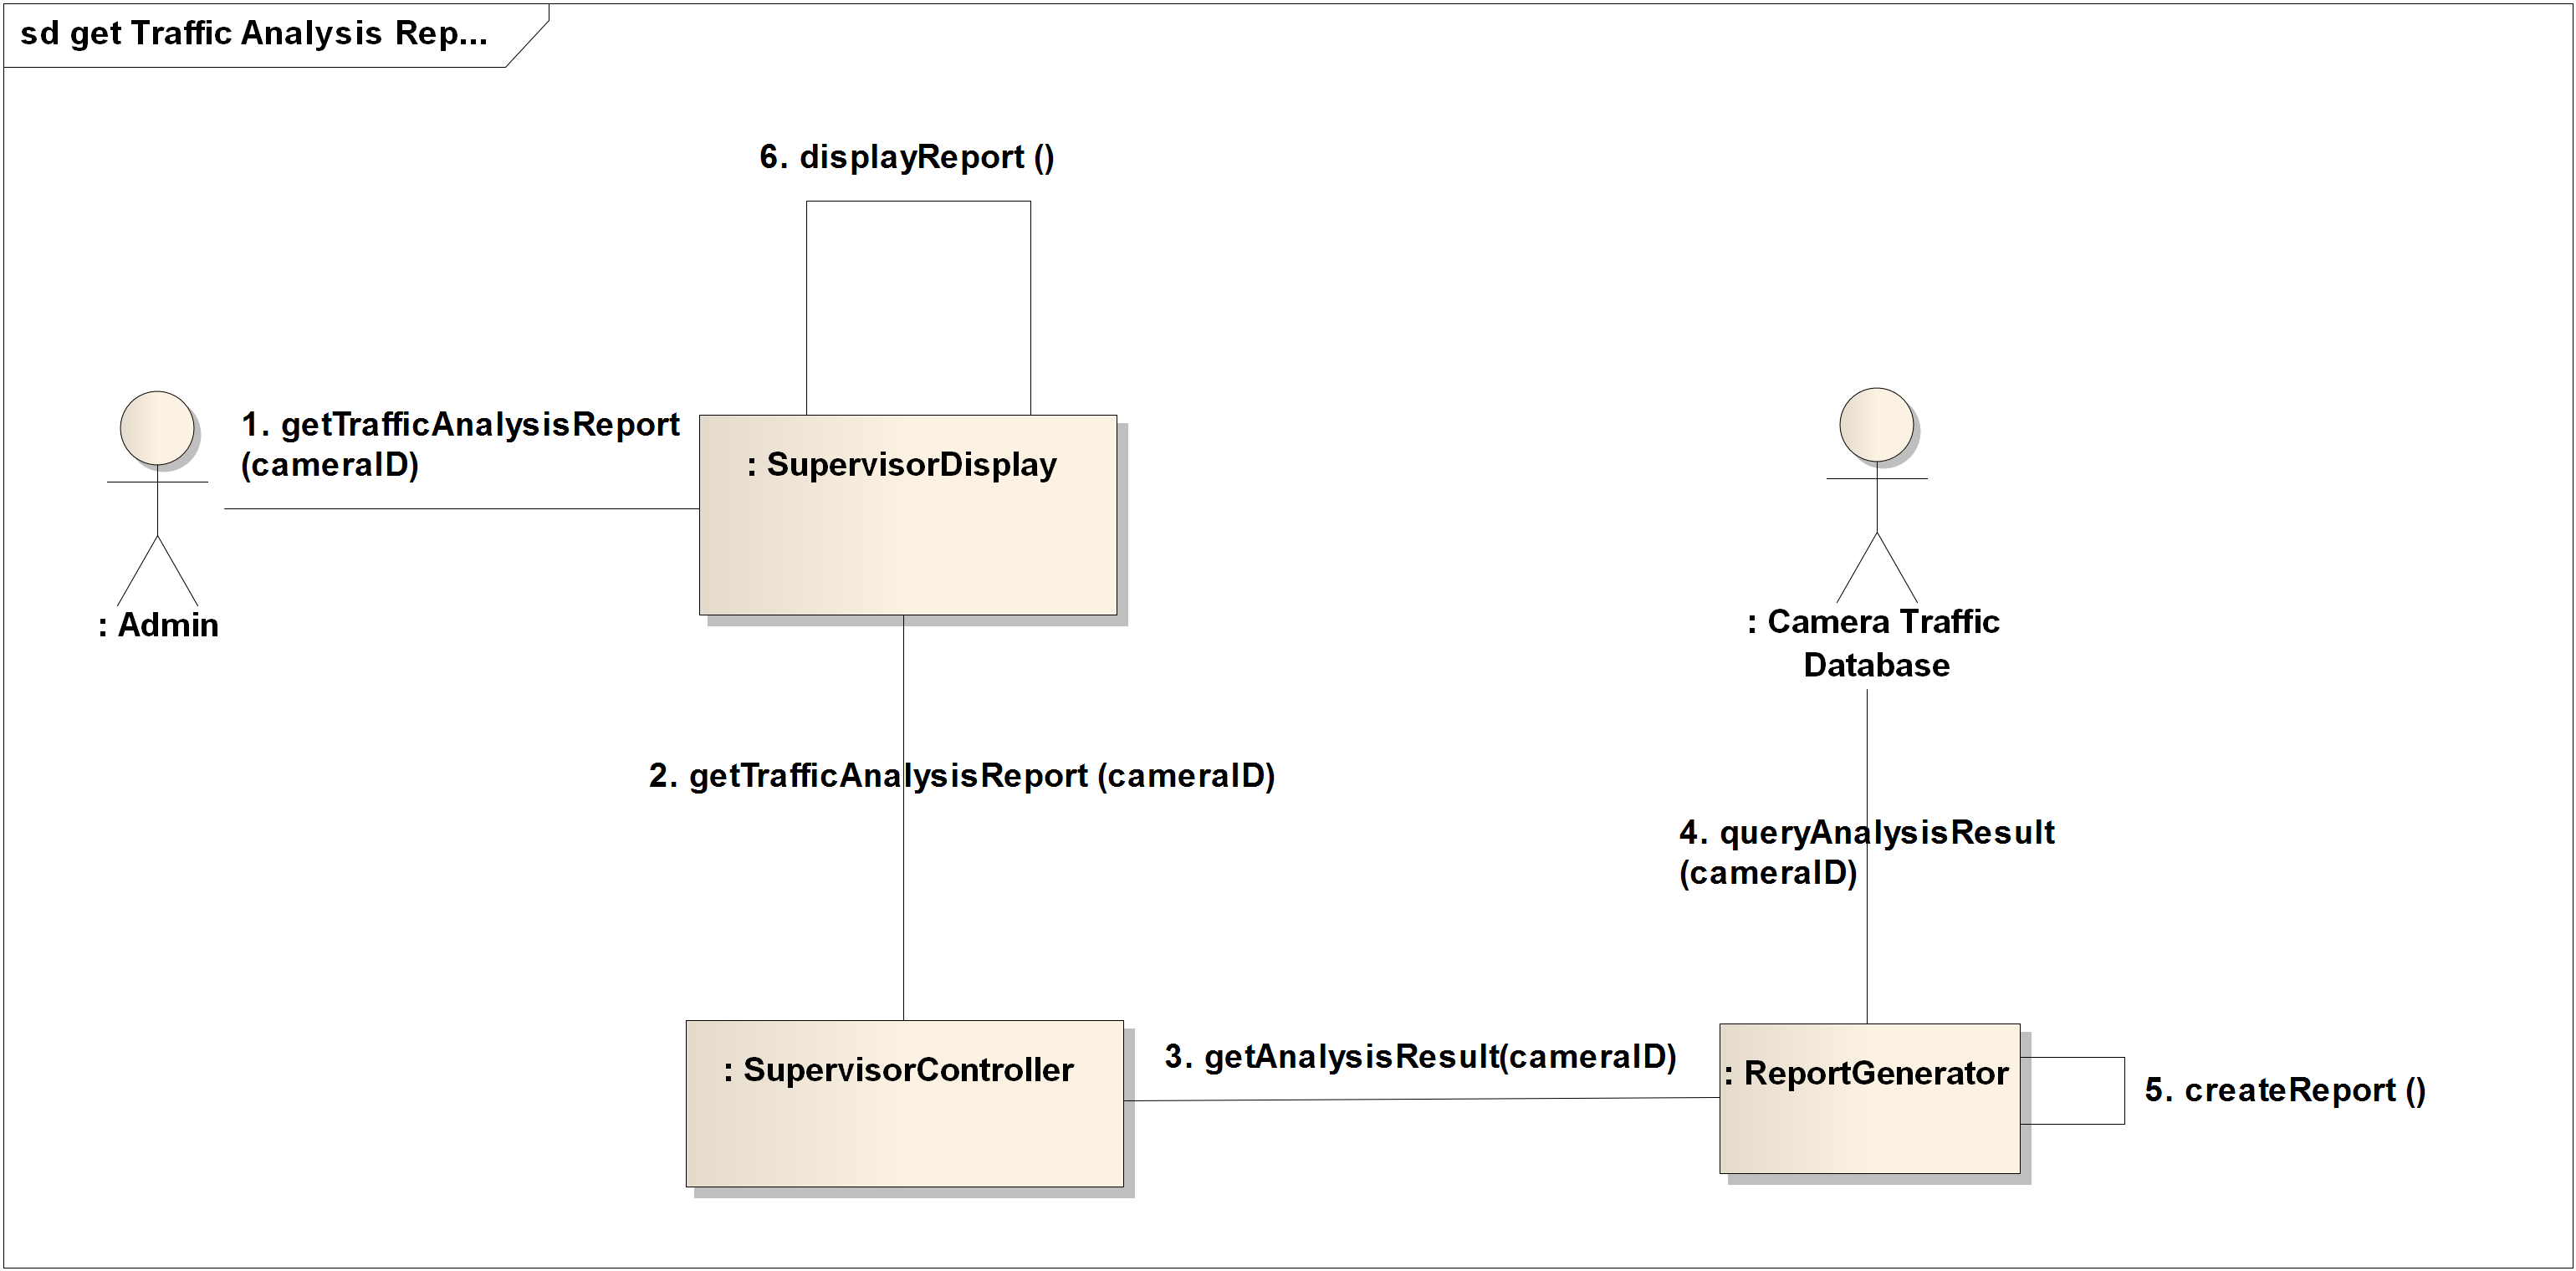 sd get Traffic Analysis Rep...
6. displayReport ()
1. getTrafficAnalysisReport
(cameraID)
: SupervisorDisplay
: Admin
: Camera Traffic
Database
2. getTrafficAnalysisReport (cameraID)
4. queryAnalysisResult
(cameraID)
: SupervisorController
3. getAnalysisResult(cameraID)
: ReportGenerator
5. createReport ()